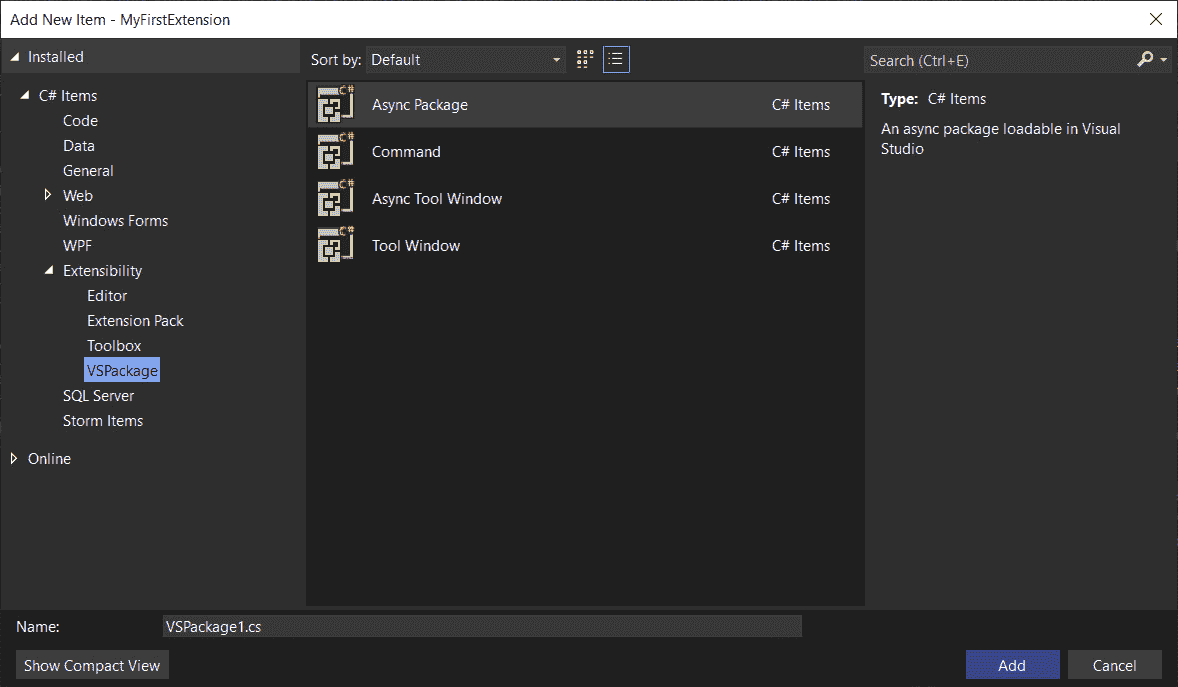 Add New Item - MyFirstExtension
Installed
C# Items
Code
Data
General
Web
Windows Forms
WPF
Extensibility
Editor
Extension Pack
Toolbox
VSPackage
SQL Server
Storm Items
Online
Sort by: Default
C# Async Package C# Items
C# Command C# Items
C# Async Tool Window C# Items
C# Tool Window C# Items
Search (Ctrl+E)
Type: C# Items
An async package loadable in Visual
Studio
Name: VSPackage1.cs
Show Compact View
Add
Cancel